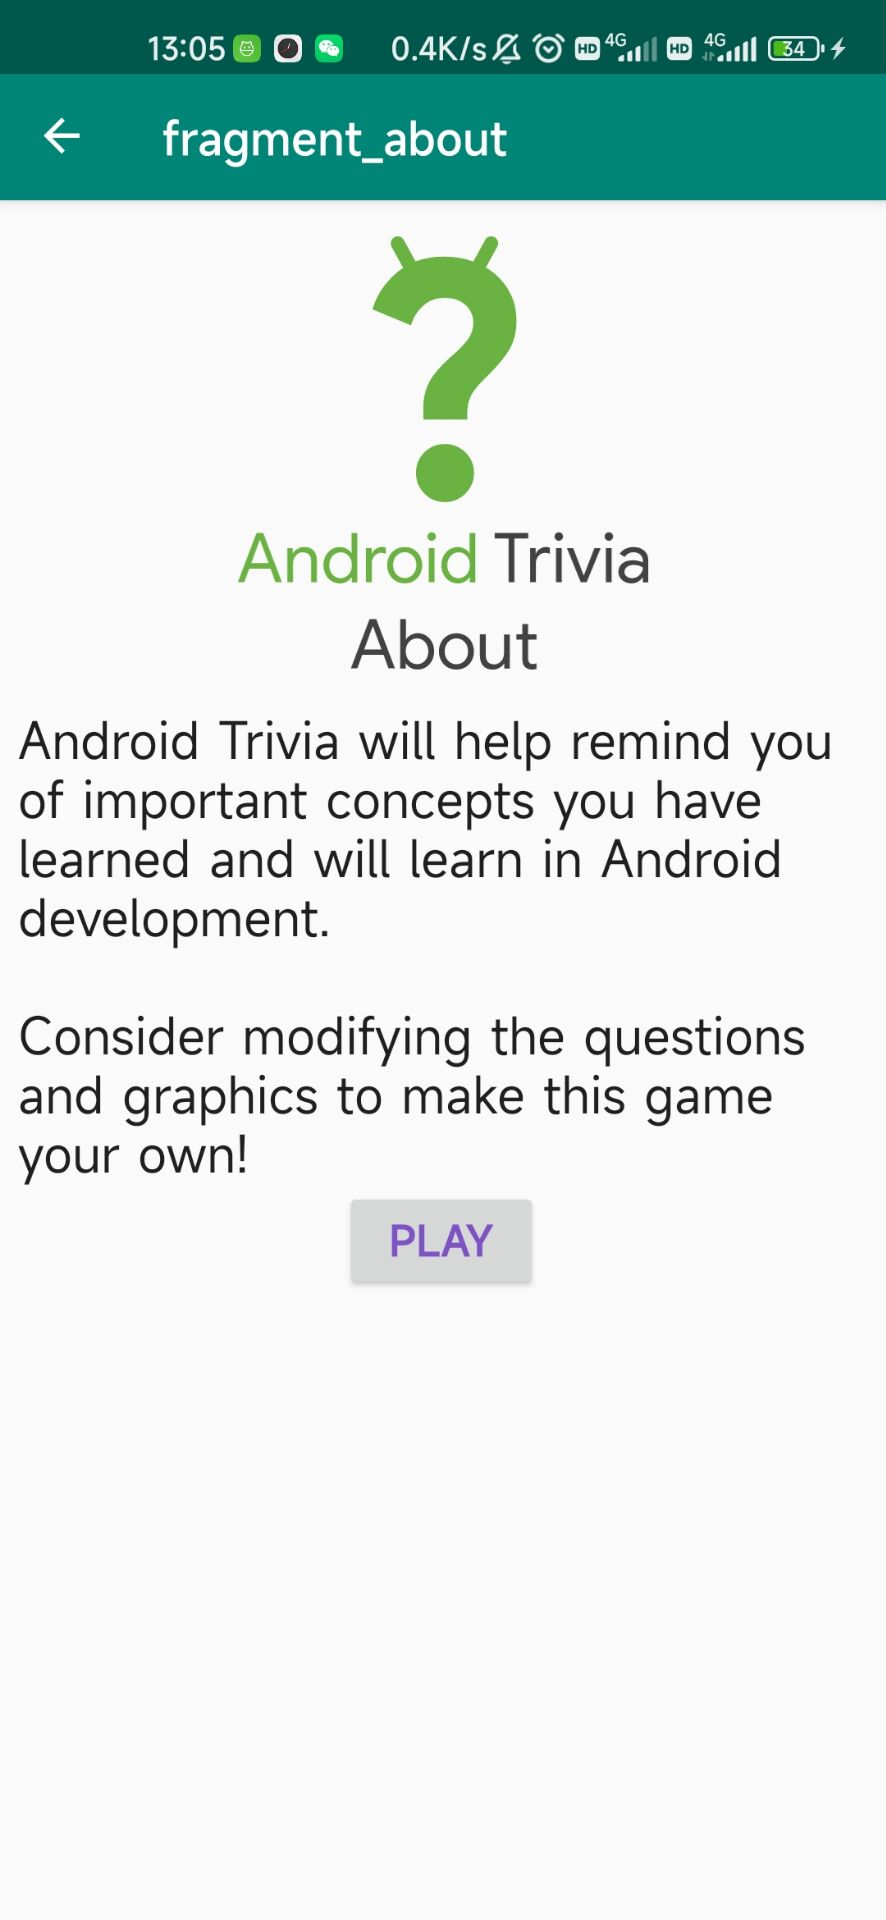 13:05 0.4K/s HD 4G HD 4G 34
fragment_about
Android Trivia
About
Android Trivia will help remind you
of important concepts you have
learned and will learn in Android
development.
Consider modifying the questions
and graphics to make this game
your own!
PLAY